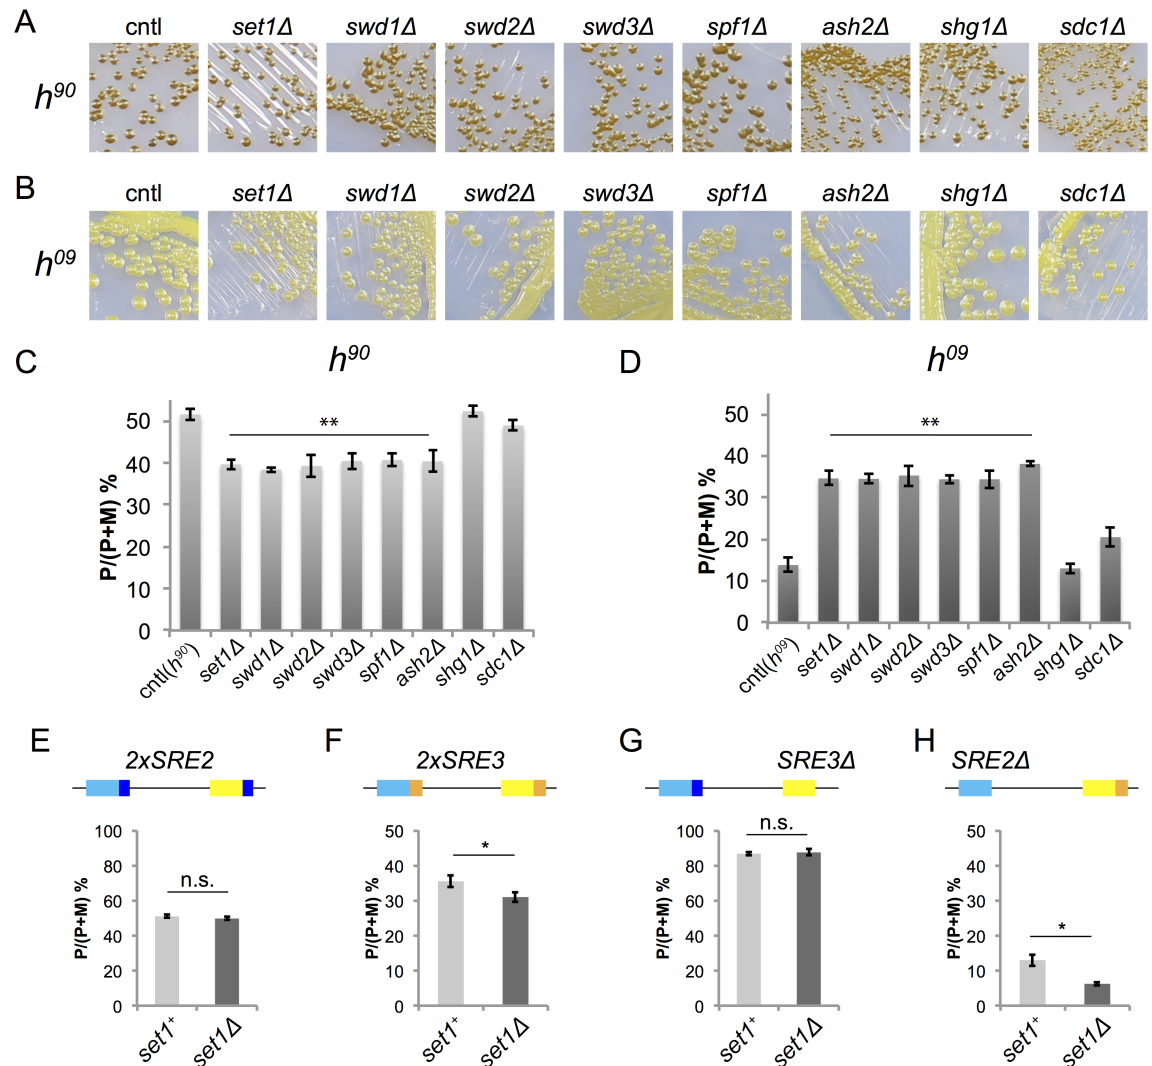 A
cntl set1Δ swd1Δ swd2Δ swd3Δ spf1Δ ash2Δ shg1Δ sdc1Δ
h90
B
cntl set1Δ swd1Δ swd2Δ swd3Δ spf1Δ ash2Δ shg1Δ sdc1Δ
h09
C
h90
P/(P+M) %
50
40
30
20
10
0
**
cntl(h90) set1Δ swd1Δ swd2Δ swd3Δ spf1Δ ash2Δ shg1Δ sdc1Δ
D
h09
P/(P+M) %
50
40
30
20
10
0
**
cntl(h09) set1Δ swd1Δ swd2Δ swd3Δ spf1Δ ash2Δ shg1Δ sdc1Δ
E
2xSRE2
P/(P+M) %
100
80
60
40
20
0
n.s.
set1+ set1Δ
F
2xSRE3
P/(P+M) %
50
40
30
20
10
0
*
set1+ set1Δ
G
SRE3Δ
P/(P+M) %
100
80
60
40
20
0
n.s.
set1+ set1Δ
H
SRE2Δ
P/(P+M) %
50
40
30
20
10
0
*
set1+ set1Δ